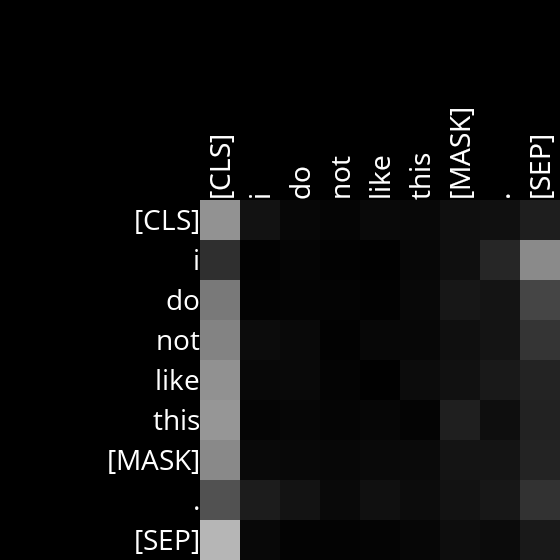 [CLS] i do not like this [MASK] . [SEP]
[CLS]
i
do
not
like
this
[MASK]
.
[SEP]